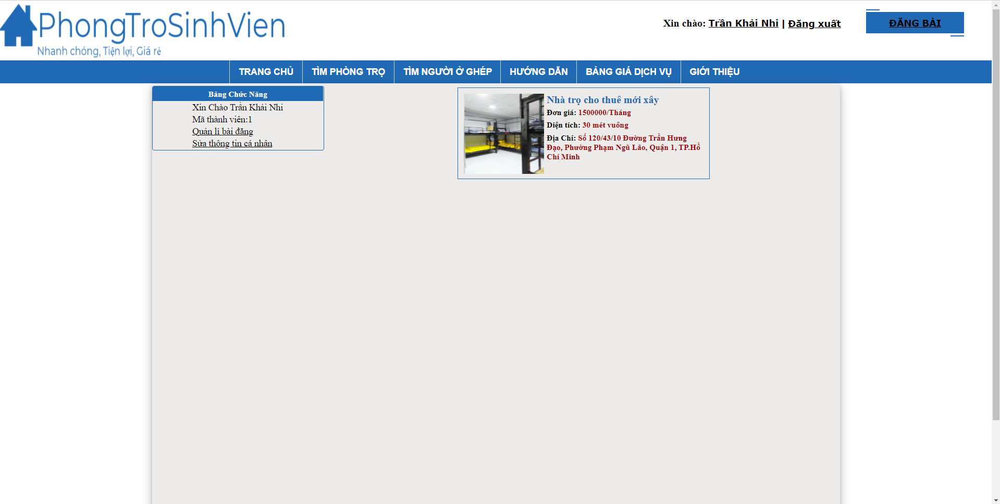 PhongTroSinhVien
Nhanh chóng, Tiện lợi, Giá rẻ
Xin chào: Trần Khải Nhi | Đăng xuất
ĐĂNG BÀI
TRANG CHỦ
TÌM PHÒNG TRỌ
TÌM NGƯỜI Ở GHÉP
HƯỚNG DẪN
BẢNG GIÁ DỊCH VỤ
GIỚI THIỆU
Bảng Chức Năng
Xin Chào Trần Khải Nhi
Mã thành viên:1
Quản lí bài đăng
Sửa thông tin cá nhân
Nhà trọ cho thuê mới xây
Đơn giá: 1500000/Tháng
Diện tích: 30 mét vuông
Địa Chỉ: Số 120/43/10 Đường Trần Hưng
Đạo, Phường Phạm Ngũ Lão, Quận 1, TP.Hồ
Chí Minh